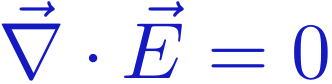 ∇⃗ · E⃗ = 0